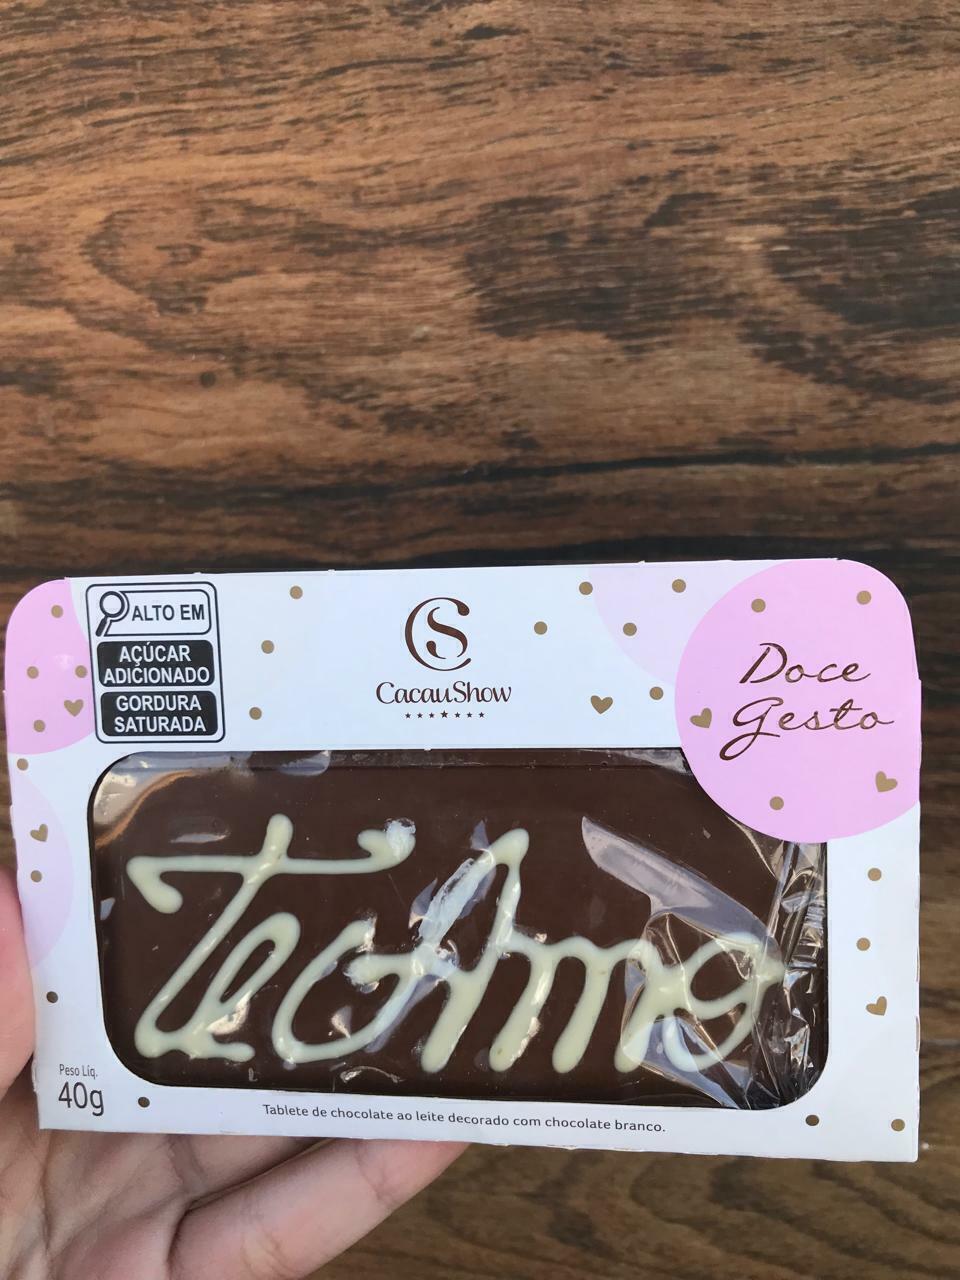 ALTO EM
AÇÚCAR
ADICIONADO
GORDURA
SATURADA
CS
CacauShow
Doce
Gesto
Te Amo
Peso Líq.
40g
Tablete de chocolate ao leite decorado com chocolate branco.